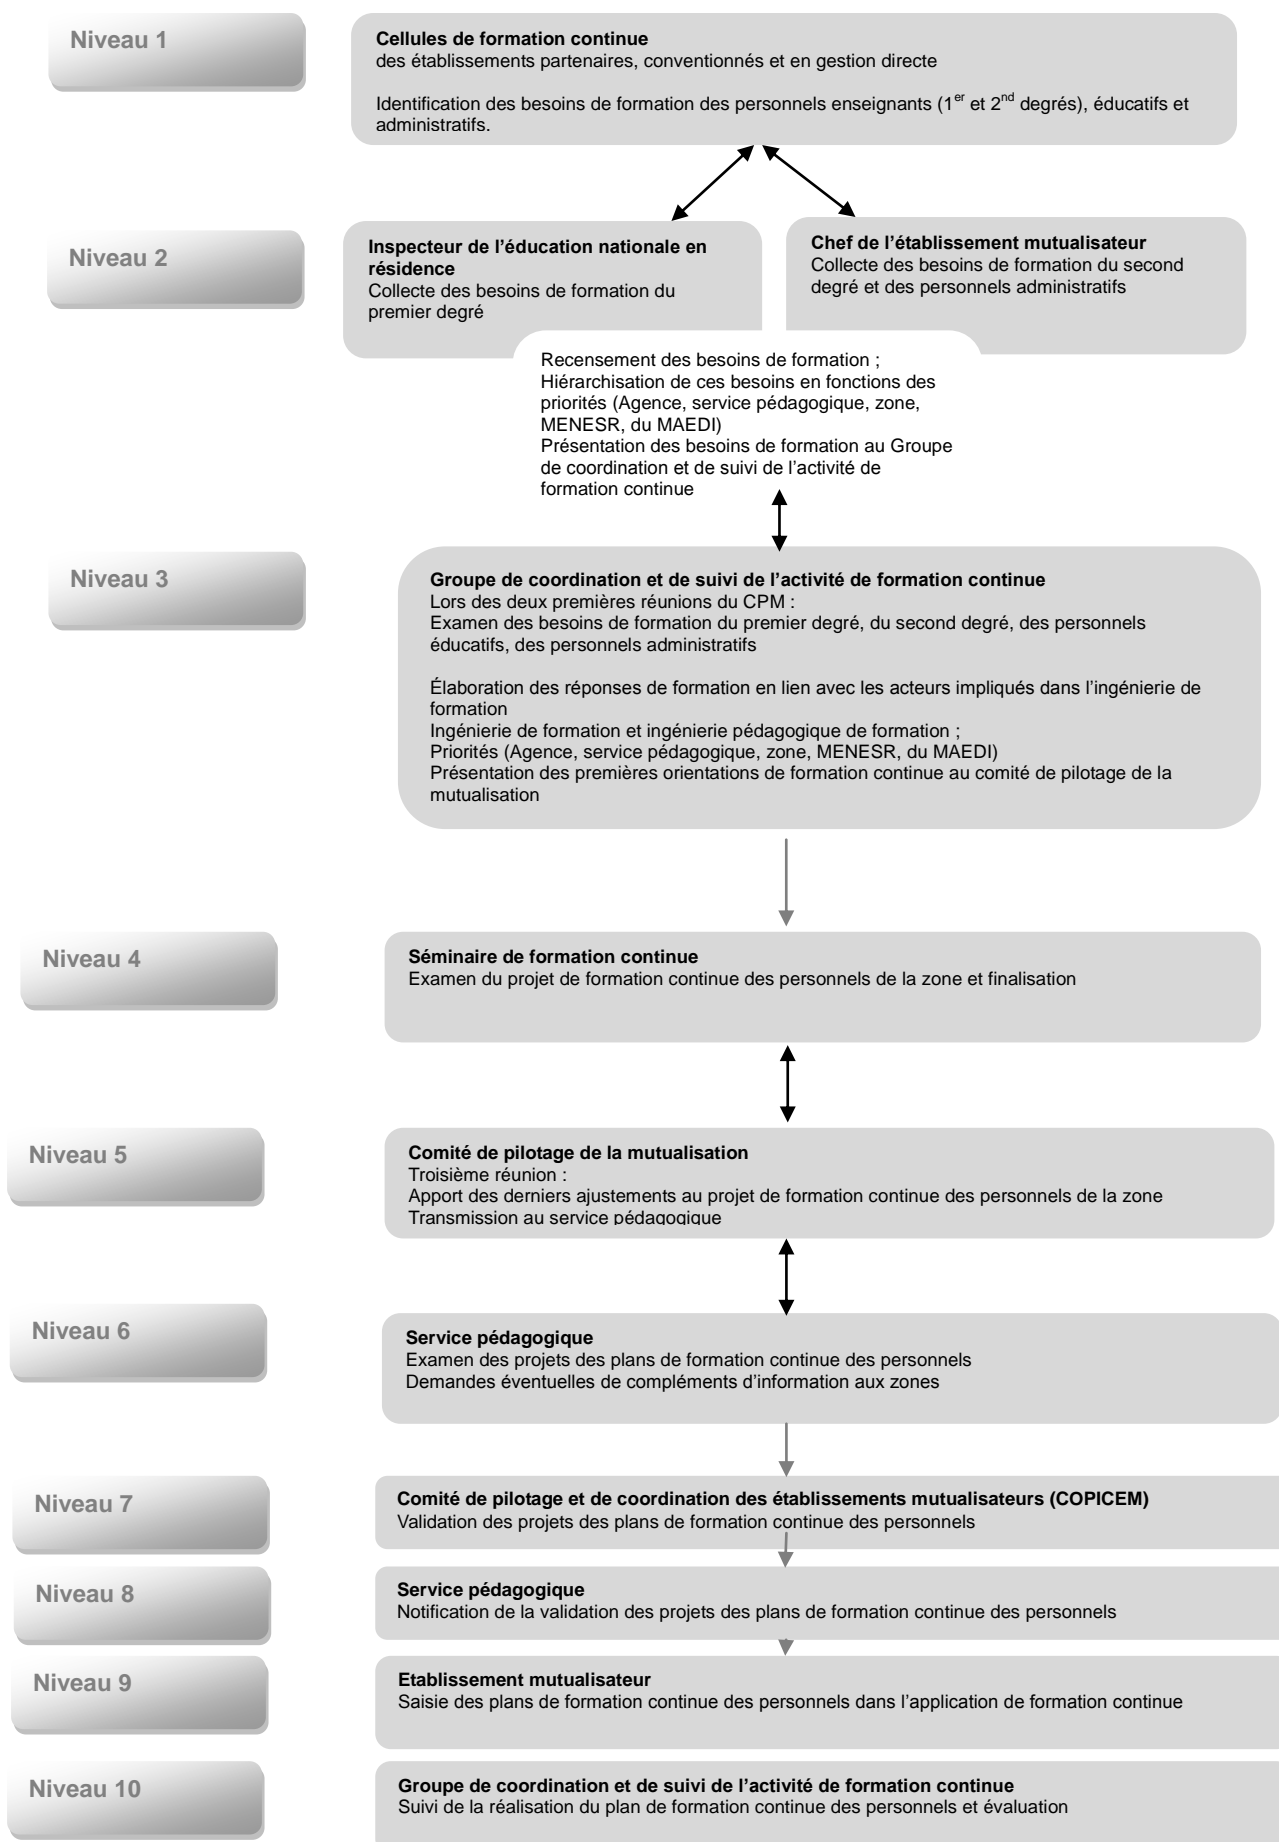 Niveau 1
Cellules de formation continue
des établissements partenaires, conventionnés et en gestion directe
Identification des besoins de formation des personnels enseignants (1er et 2nd degrés), éducatifs et
administratifs.
Niveau 2
Inspecteur de l'éducation nationale en
résidence
Collecte des besoins de formation du
premier degré
Chef de l'établissement mutualisateur
Collecte des besoins de formation du second
degré et des personnels administratifs
Recensement des besoins de formation ;
Hiérarchisation de ces besoins en fonctions des
priorités (Agence, service pédagogique, zone,
MENESR, du MAEDI)
Présentation des besoins de formation au Groupe
de coordination et de suivi de l'activité de
formation continue
Niveau 3
Groupe de coordination et de suivi de l'activité de formation continue
Lors des deux premières réunions du CPM :
Examen des besoins de formation du premier degré, du second degré, des personnels
éducatifs, des personnels administratifs
Élaboration des réponses de formation en lien avec les acteurs impliqués dans l'ingénierie de
formation
Ingénierie de formation et ingénierie pédagogique de formation ;
Priorités (Agence, service pédagogique, zone, MENESR, du MAEDI)
Présentation des premières orientations de formation continue au comité de pilotage de la
mutualisation
Niveau 4
Séminaire de formation continue
Examen du projet de formation continue des personnels de la zone et finalisation
Niveau 5
Comité de pilotage de la mutualisation
Troisième réunion :
Apport des derniers ajustements au projet de formation continue des personnels de la zone
Transmission au service pédagogique
Niveau 6
Service pédagogique
Examen des projets des plans de formation continue des personnels
Demandes éventuelles de compléments d'information aux zones
Niveau 7
Comité de pilotage et de coordination des établissements mutualisateurs (COPICEM)
Validation des projets des plans de formation continue des personnels
Niveau 8
Service pédagogique
Notification de la validation des projets des plans de formation continue des personnels
Niveau 9
Etablissement mutualisateur
Saisie des plans de formation continue des personnels dans l'application de formation continue
Niveau 10
Groupe de coordination et de suivi de l'activité de formation continue
Suivi de la réalisation du plan de formation continue des personnels et évaluation